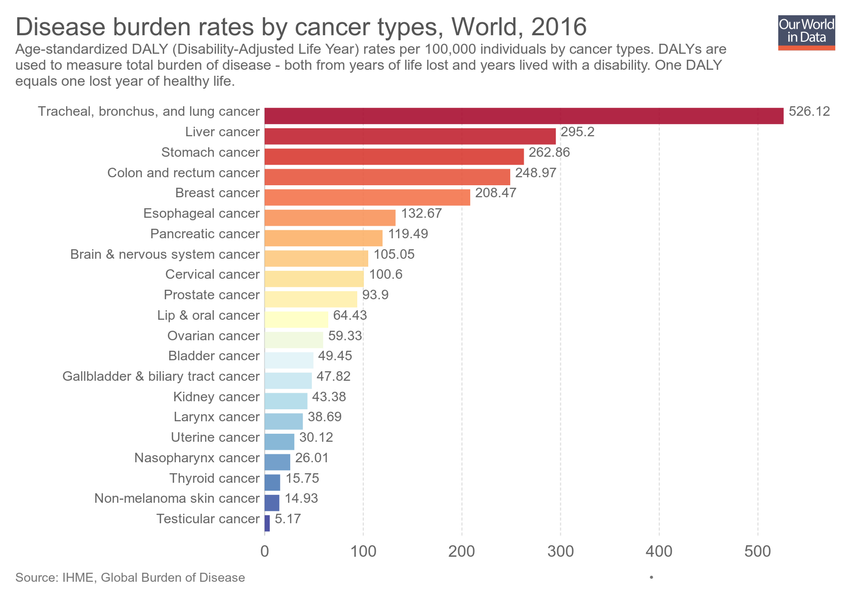 Disease burden rates by cancer types, World, 2016
Our World
in Data
Age-standardized DALY (Disability-Adjusted Life Year) rates per 100,000 individuals by cancer types. DALYs are
used to measure total burden of disease - both from years of life lost and years lived with a disability. One DALY
equals one lost year of healthy life.
Tracheal, bronchus, and lung cancer 526.12
Liver cancer 295.2
Stomach cancer 262.86
Colon and rectum cancer 248.97
Breast cancer 208.47
Esophageal cancer 132.67
Pancreatic cancer 119.49
Brain & nervous system cancer 105.05
Cervical cancer 100.6
Prostate cancer 93.9
Lip & oral cancer 64.43
Ovarian cancer 59.33
Bladder cancer 49.45
Gallbladder & biliary tract cancer 47.82
Kidney cancer 43.38
Larynx cancer 38.69
Uterine cancer 30.12
Nasopharynx cancer 26.01
Thyroid cancer 15.75
Non-melanoma skin cancer 14.93
Testicular cancer 5.17
0 100 200 300 400 500
Source: IHME, Global Burden of Disease